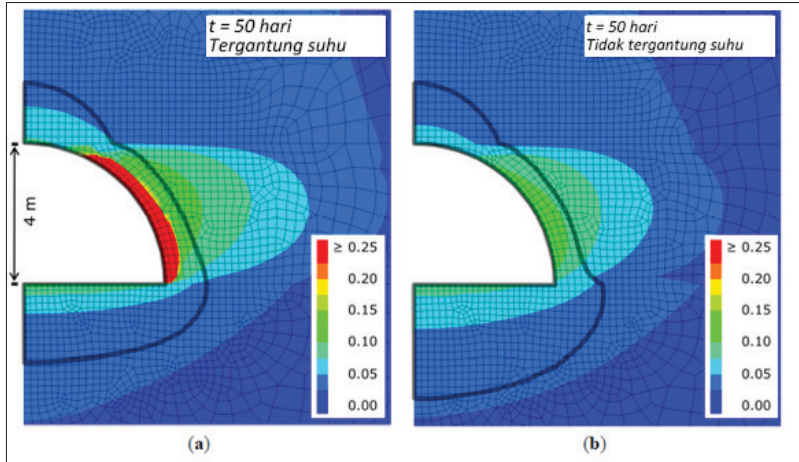 t = 50 hari
Tergantung suhu
4 m
≥ 0.25
0.20
0.15
0.10
0.05
0.00
(a)
t = 50 hari
Tidak tergantung suhu
≥ 0.25
0.20
0.15
0.10
0.05
0.00
(b)